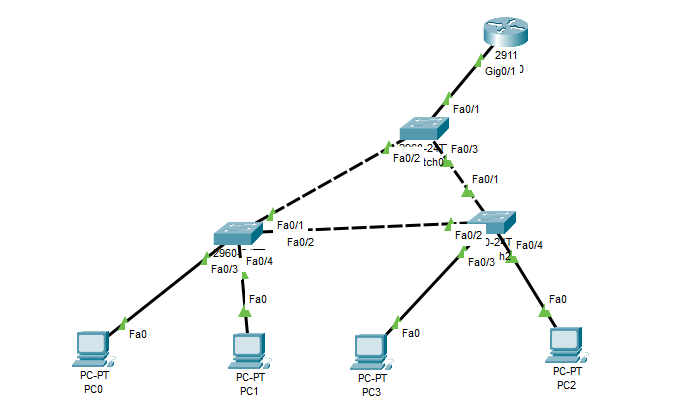 2911
Gig0/1
Fa0/1
Fa0/3
Fa0/2
Fa0/1
Fa0/1
Fa0/2
Fa0/2
Fa0/4
Fa0/3
Fa0/4
Fa0/3
Fa0
Fa0
Fa0
Fa0
PC-PT
PC0
PC-PT
PC1
PC-PT
PC3
PC-PT
PC2